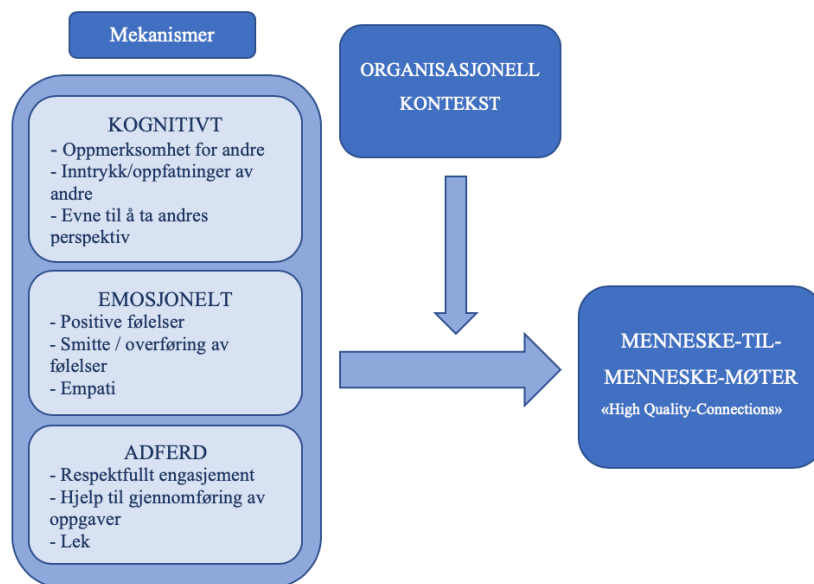 Mekanismer
KOGNITIVT
- Oppmerksomhet for andre
- Inntrykk/oppfatninger av
andre
- Evne til å ta andres
perspektiv
EMOSJONELT
- Positive følelser
- Smitte / overføring av
følelser
- Empati
ADFERD
- Respektfullt engasjement
- Hjelp til gjennomføring av
oppgaver
- Lek
ORGANISASJONELL
KONTEKST
MENNESKE-TIL-
MENNESKE-MØTER
«High Quality-Connections»